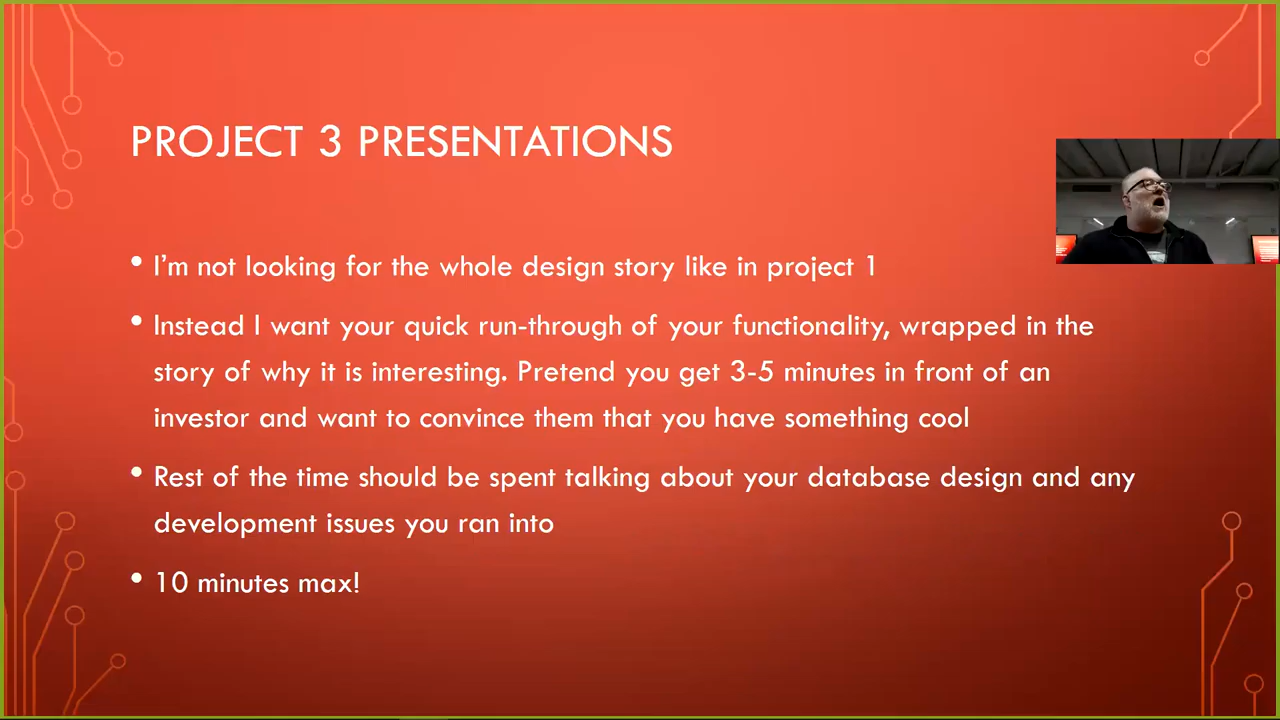 PROJECT 3 PRESENTATIONS
• I'm not looking for the whole design story like in project 1
• Instead I want your quick run-through of your functionality, wrapped in the
story of why it is interesting. Pretend you get 3-5 minutes in front of an
investor and want to convince them that you have something cool
• Rest of the time should be spent talking about your database design and any
development issues you ran into
• 10 minutes max!